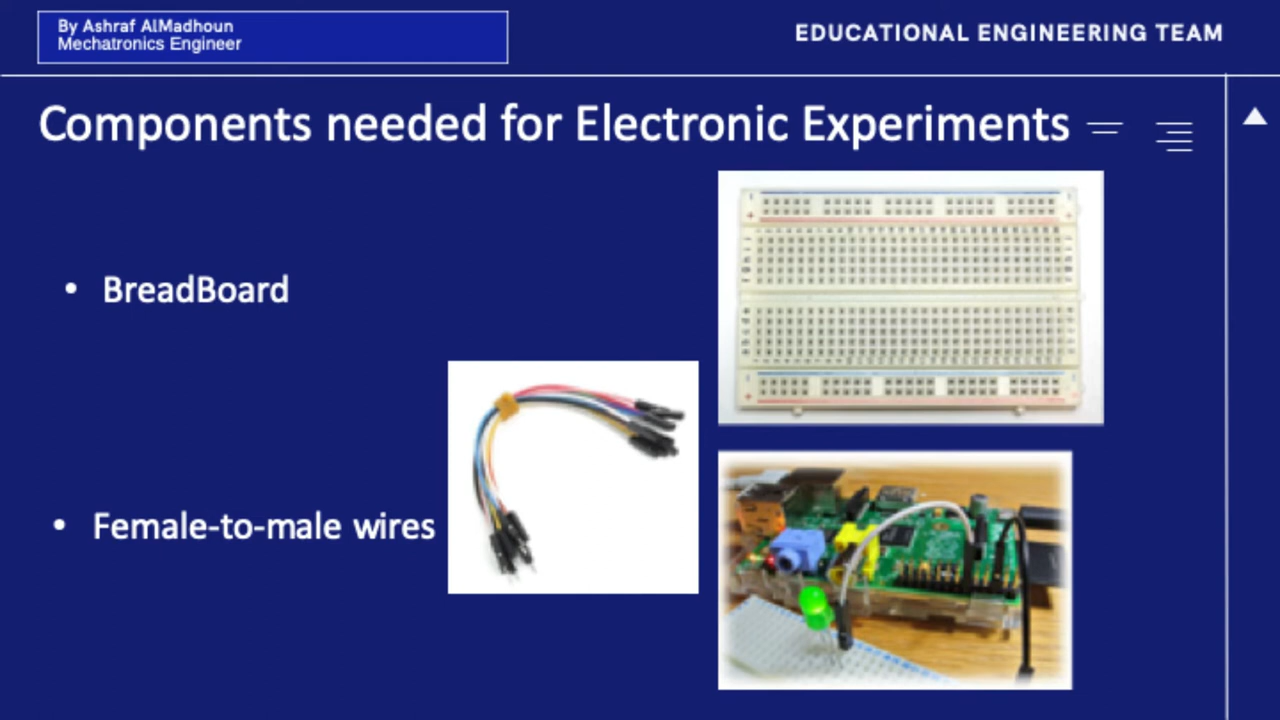 By Ashraf AlMadhoun
Mechatronics Engineer
EDUCATIONAL ENGINEERING TEAM
Components needed for Electronic Experiments
• BreadBoard
• Female-to-male wires